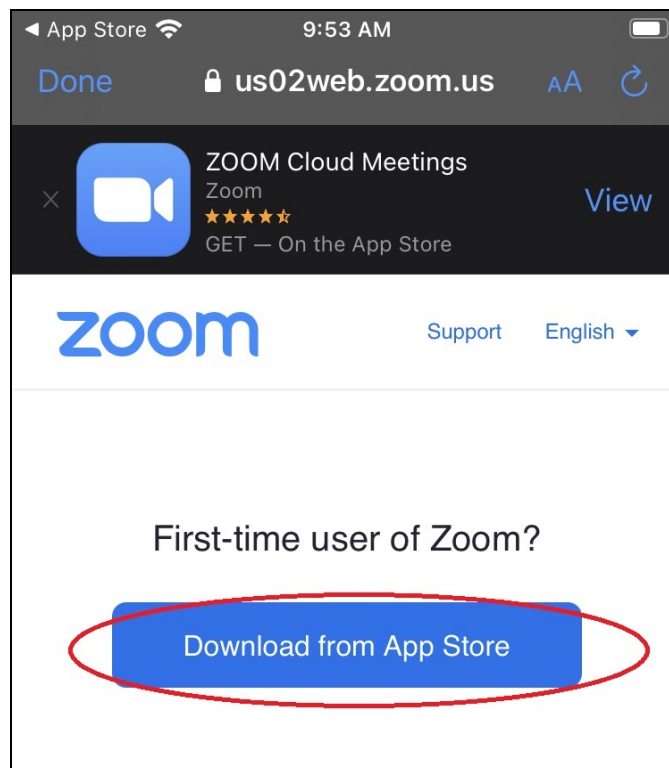 ◀ App Store 9:53 AM
Done us02web.zoom.us AA
ZOOM Cloud Meetings
Zoom
GET — On the App Store
View
zoom Support English
First-time user of Zoom?
Download from App Store